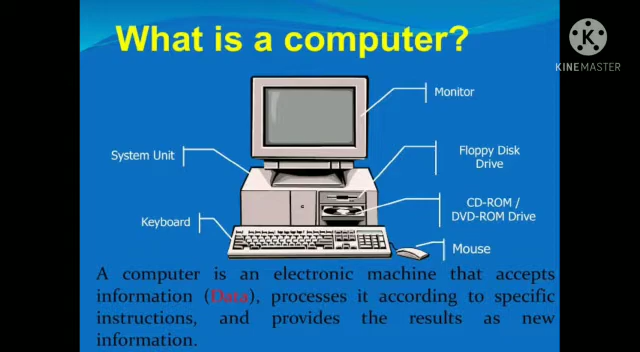 What is a computer?
KINEMASTER
Monitor
System Unit
Floppy Disk
Drive
CD-ROM /
DVD-ROM Drive
Keyboard
Mouse
A computer is an electronic machine that accepts
information (Data), processes it according to specific
instructions, and provides the results as new
information.